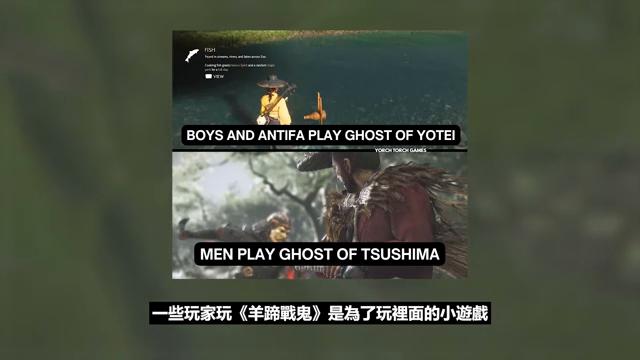 FISH
VIEW
BOYS AND ANTIFA PLAY GHOST OF YOTEI
YORCH TORCH GAMES
MEN PLAY GHOST OF TSUSHIMA
一些玩家玩《羊蹄戰鬼》是為了玩裡面的小遊戲